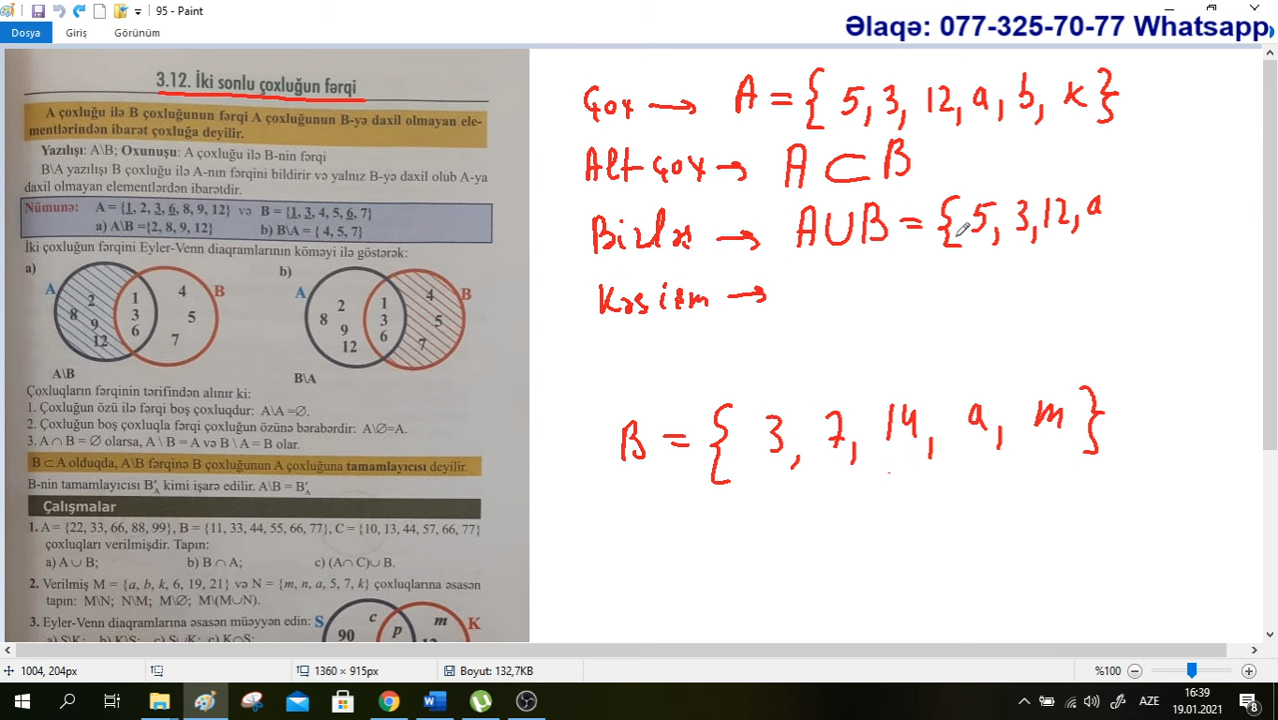 95 - Paint
Əlaqə: 077-325-70-77 Whatsapp
Dosya Giriş Görünüm
3.12. İki sonlu çoxluğun fərqi
A çoxluğu ilə B çoxluğunun fərqi A çoxluğunun B-yə daxil olmayan ele-
mentlərindən ibarət çoxluğa deyilir.
Yazılışı: A\B; Oxunuşu: A çoxluğu ilə B-nin fərqi
B\A yazılışı B çoxluğu ilə A-nın fərqini bildirir və yalnız B-yə daxil olub A-ya
daxil olmayan elementlərdən ibarətdir.
Nümunə: A = {1, 2, 3, 6, 8, 9, 12} və B = {1, 3, 4, 5, 6, 7}
a) A\B ={2, 8, 9, 12} b) B\A = { 4, 5, 7}
İki çoxluğun fərqini Eyler-Venn diaqramlarının köməyi ilə göstərək:
a) A B 2 8 9 12 1 3 6 4 5 7
A\B
b) A B 2 8 9 12 1 3 6 4 5 7
B\A
Çoxluqların fərqinin tərifindən alınır ki:
1. Çoxluğun özü ilə fərqi boş çoxluqdur: A\A =∅.
2. Çoxluğun boş çoxluqla fərqi çoxluğun özünə bərabərdir: A\∅=A.
3. A ∩ B = ∅ olarsa, A \ B = A və B \ A = B olar.
B ⊂ A olduqda, A\B fərqinə B çoxluğunun A çoxluğuna tamamlayıcısı deyilir.
B-nin tamamlayıcısı B′A kimi işarə edilir. A\B = B′A
Çalışmalar
1. A = {22, 33, 66, 88, 99}, B = {11, 33, 44, 55, 66, 77}, C = {10, 13, 44, 57, 66, 77}
çoxluqları verilmişdir. Tapın:
a) A ∪ B; b) B ∩ A; c) (A∩ C)∪ B.
2. Verilmiş M = {a, b, k, 6, 19, 21} və N = {m, n, a, 5, 7, k} çoxluqlarına əsasən
tapın: M\N; N\M; M\∅; M\(M∪N).
3. Eyler-Venn diaqramlarına əsasən müəyyən edin: S c m K
90 p
Çox → A = { 5, 3, 12, a, b, k }
Alt çox → A ⊂ B
Birləş → A∪B = { 5, 3, 12, a
Kəsişm →
B = { 3, 7, 14, a, m }
1004, 204px 1360 × 915px Boyut: 132,7KB %100
AZE 16:39
19.01.2021 8